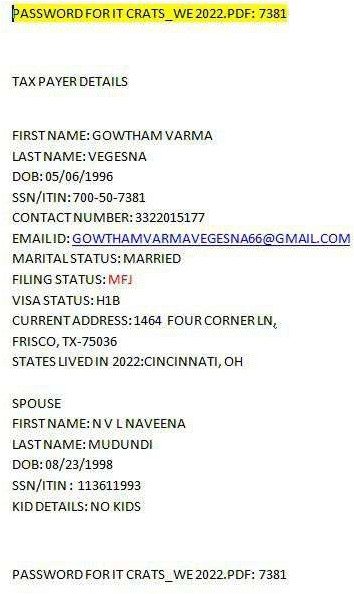 PASSWORD FOR IT CRATS_WE 2022.PDF: 7381
TAX PAYER DETAILS
FIRST NAME: GOWTHAM VARMA
LAST NAME: VEGESNA
DOB: 05/06/1996
SSN/ITIN: 700-50-7381
CONTACT NUMBER: 3322015177
EMAIL ID: GOWTHAMVARMAVEGESNA66@GMAIL.COM
MARITAL STATUS: MARRIED
FILING STATUS: MFJ
VISA STATUS: H1B
CURRENT ADDRESS: 1464 FOUR CORNER LN,
FRISCO, TX-75036
STATES LIVED IN 2022:CINCINNATI, OH
SPOUSE
FIRST NAME: N V L NAVEENA
LAST NAME: MUDUNDI
DOB: 08/23/1998
SSN/ITIN : 113611993
KID DETAILS: NO KIDS
PASSWORD FOR IT CRATS_WE 2022.PDF: 7381